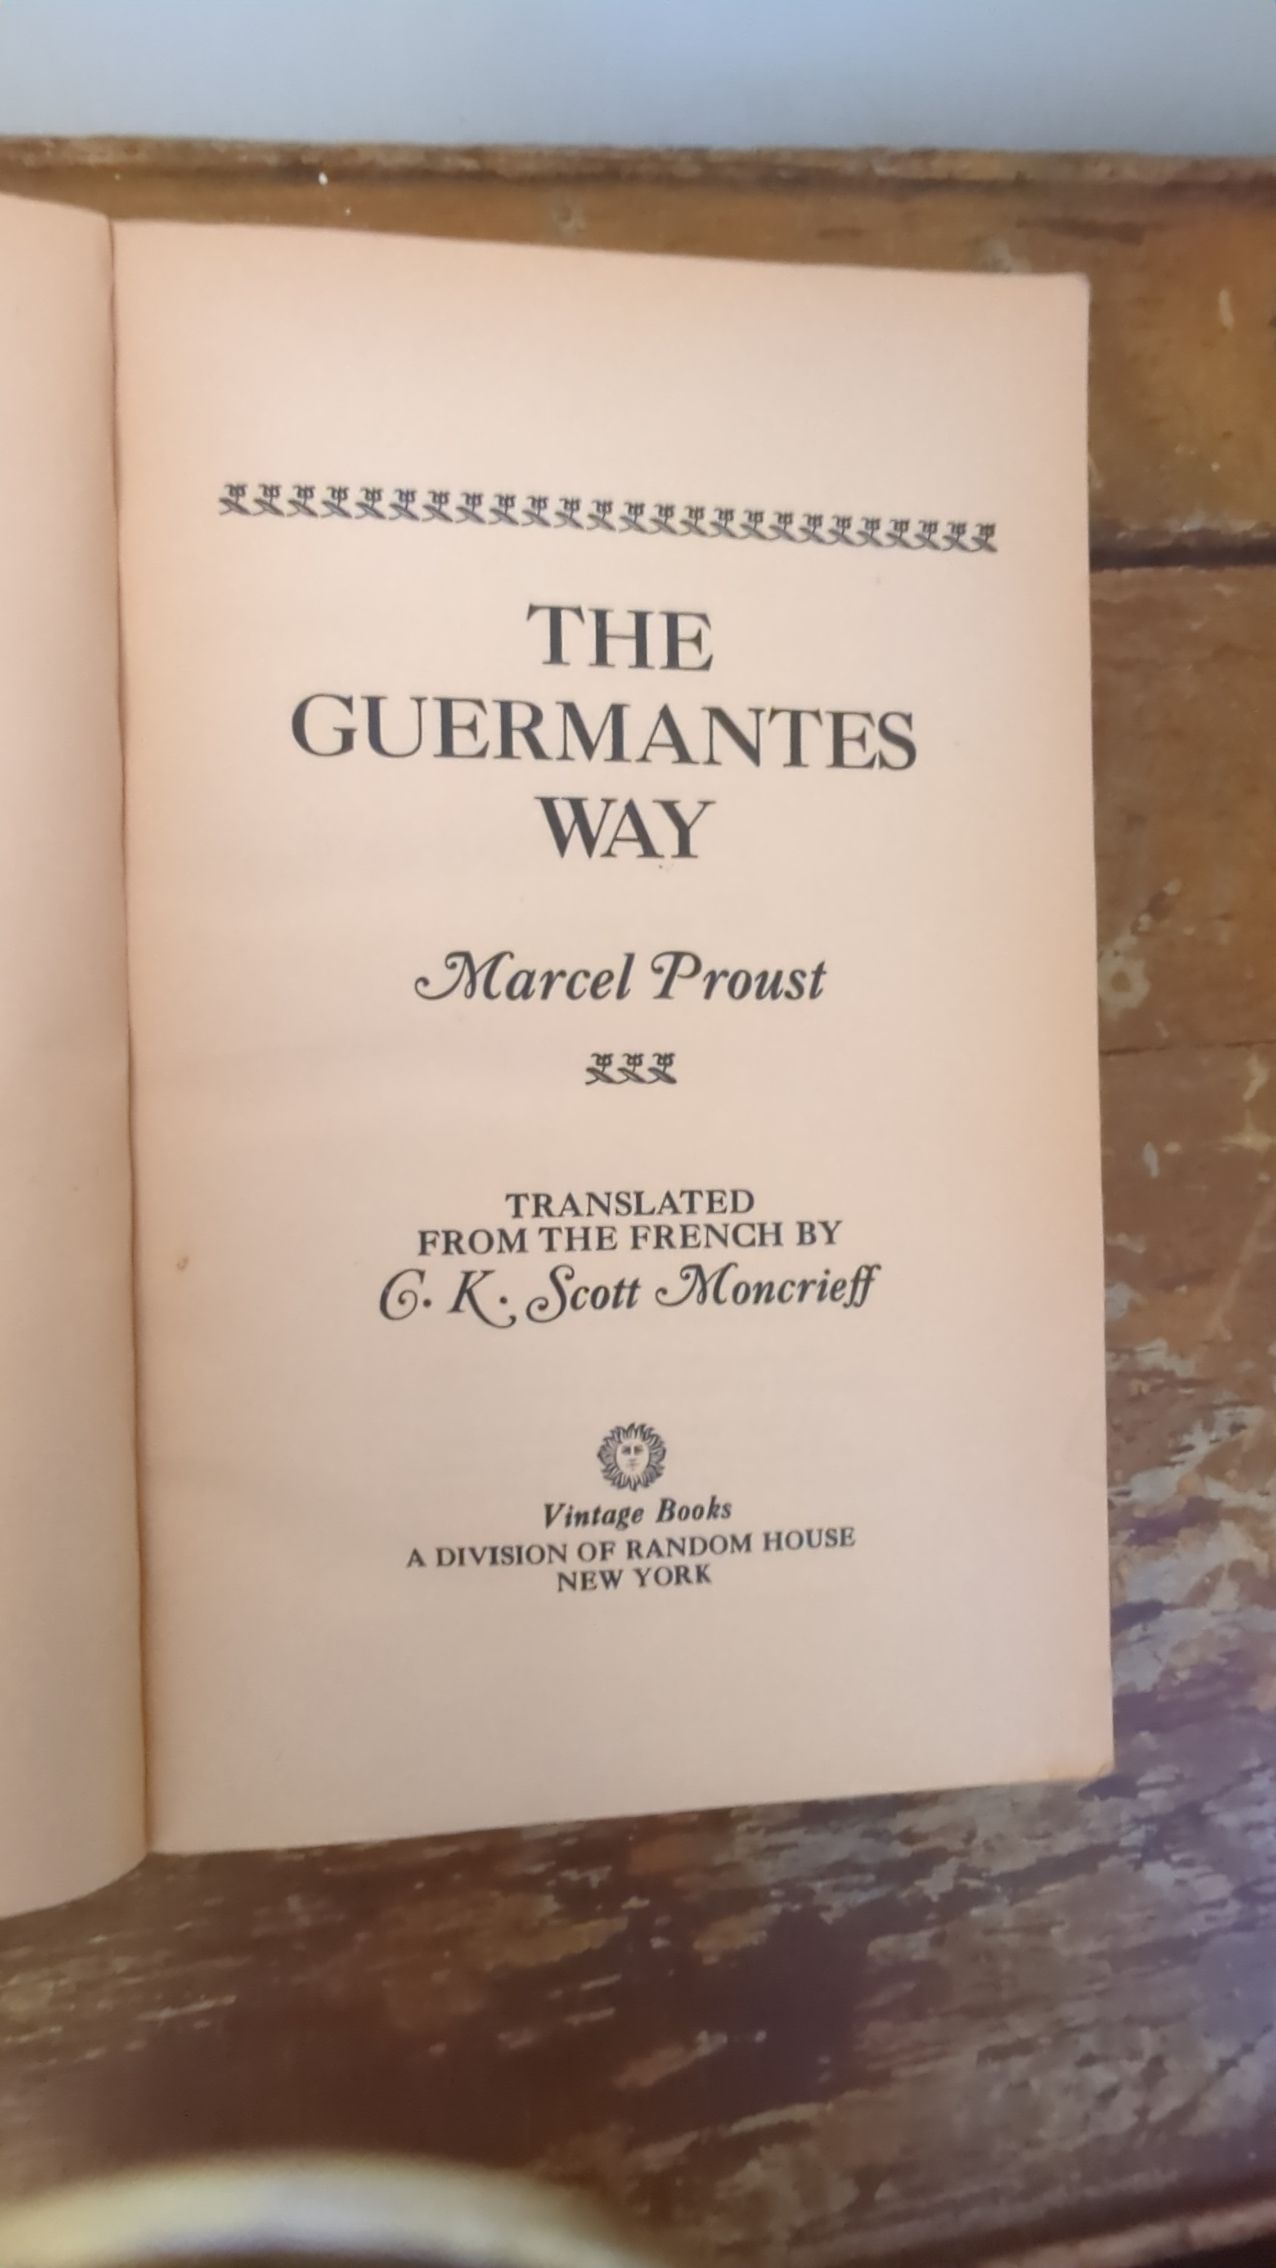 THE
GUERMANTES
WAY
Marcel Proust
TRANSLATED
FROM THE FRENCH BY
C. K. Scott Moncrieff
Vintage Books
A DIVISION OF RANDOM HOUSE
NEW YORK